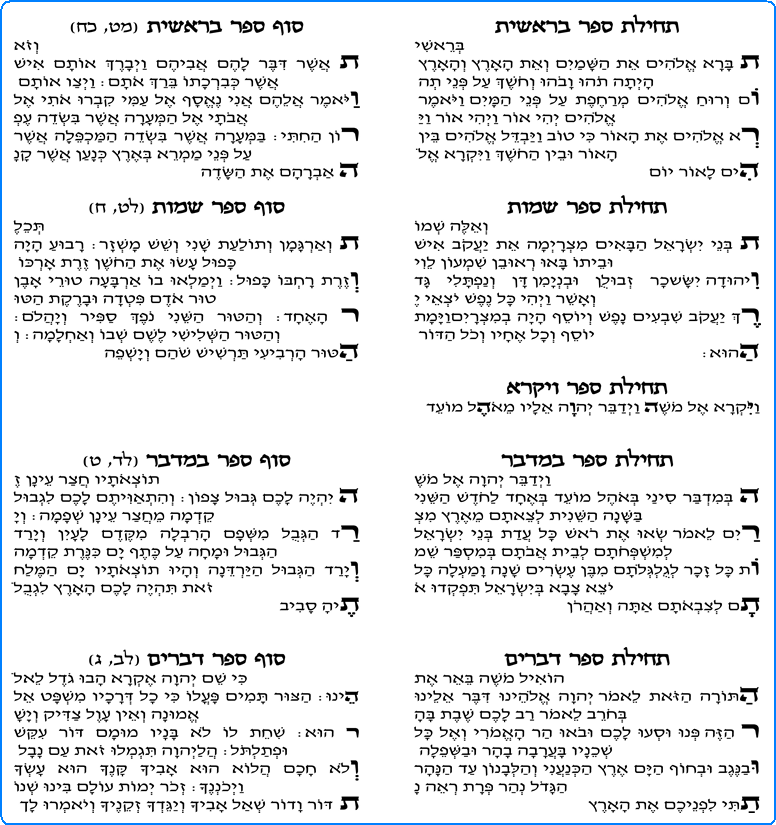 תחילת ספר בראשית
בְּרֵאשִׁי
ת בָּרָא אֱלֹהִים אֵת הַשָּׁמַיִם וְאֵת הָאָרֶץ וְהָאָרֶץ
הָיְתָה תֹהוּ וָבֹהוּ וְחֹשֶׁךְ עַל פְּנֵי תְה
וֹם וְרוּחַ אֱלֹהִים מְרַחֶפֶת עַל פְּנֵי הַמָּיִם וַיֹּאמֶר
אֱלֹהִים יְהִי אוֹר וַיְהִי אוֹר וַיַּ
רְא אֱלֹהִים אֶת הָאוֹר כִּי טוֹב וַיַּבְדֵּל אֱלֹהִים בֵּין
הָאוֹר וּבֵין הַחֹשֶׁךְ וַיִּקְרָא אֱלֹ
הִים לָאוֹר יוֹם
סוף ספר בראשית (מט, כח)
וְזֹא
ת אֲשֶׁר דִּבֶּר לָהֶם אֲבִיהֶם וַיְבָרֶךְ אוֹתָם אִישׁ
אֲשֶׁר כְּבִרְכָתוֹ בֵּרַךְ אֹתָם: וַיְצַו אוֹתָם
וַיֹּאמֶר אֲלֵהֶם אֲנִי נֶאֱסָף אֶל עַמִּי קִבְרוּ אֹתִי אֶל
אֲבֹתָי אֶל הַמְּעָרָה אֲשֶׁר בִּשְׂדֵה עֶפְ
רוֹן הַחִתִּי: בַּמְּעָרָה אֲשֶׁר בִּשְׂדֵה הַמַּכְפֵּלָה אֲשֶׁר
עַל פְּנֵי מַמְרֵא בְּאֶרֶץ כְּנָעַן אֲשֶׁר קָנָ
ה אַבְרָהָם אֶת הַשָּׂדֶה
תחילת ספר שמות
וְאֵלֶּה שְׁמוֹ
ת בְּנֵי יִשְׂרָאֵל הַבָּאִים מִצְרָיְמָה אֵת יַעֲקֹב אִישׁ
וּבֵיתוֹ בָּאוּ רְאוּבֵן שִׁמְעוֹן לֵוִי
וִיהוּדָה יִשָּׂשכָר זְבוּלֻן וּבִנְיָמִן דָּן וְנַפְתָּלִי גָּד
וְאָשֵׁר וַיְהִי כָּל נֶפֶשׁ יֹצְאֵי יֶ
רֶךְ יַעֲקֹב שִׁבְעִים נָפֶשׁ וְיוֹסֵף הָיָה בְמִצְרָיִם וַיָּמָת
יוֹסֵף וְכָל אֶחָיו וְכֹל הַדּוֹר
הַהוּא:
סוף ספר שמות (לט, ח)
תְּכֵלֶ
ת וְאַרְגָּמָן וְתוֹלַעַת שָׁנִי וְשֵׁשׁ מָשְׁזָר: רָבוּעַ הָיָה
כָּפוּל עָשׂוּ אֶת הַחֹשֶׁן זֶרֶת אָרְכּוֹ
וְזֶרֶת רָחְבּוֹ כָּפוּל: וַיְמַלְאוּ בוֹ אַרְבָּעָה טוּרֵי אָבֶן
טוּר אֹדֶם פִּטְדָה וּבָרֶקֶת הַטּוּ
ר הָאֶחָד: וְהַטּוּר הַשֵּׁנִי נֹפֶךְ סַפִּיר וְיָהֲלֹם:
וְהַטּוּר הַשְּׁלִישִׁי לֶשֶׁם שְׁבוֹ וְאַחְלָמָה: וְ
הַטּוּר הָרְבִיעִי תַּרְשִׁישׁ שֹׁהַם וְיָשְׁפֵה
תחילת ספר ויקרא
וַיִּקְרָא אֶל מֹשֶׁה וַיְדַבֵּר יְהוָה אֵלָיו מֵאֹהֶל מוֹעֵד
תחילת ספר במדבר
וַיְדַבֵּר יְהוָה אֶל מֹשֶׁ
ה בְּמִדְבַּר סִינַי בְּאֹהֶל מוֹעֵד בְּאֶחָד לַחֹדֶשׁ הַשֵּׁנִי
בַּשָּׁנָה הַשֵּׁנִית לְצֵאתָם מֵאֶרֶץ מִצְ
רַיִם לֵאמֹר שְׂאוּ אֶת רֹאשׁ כָּל עֲדַת בְּנֵי יִשְׂרָאֵל
לְמִשְׁפְּחֹתָם לְבֵית אֲבֹתָם בְּמִסְפַּר שֵׁמ
וֹת כָּל זָכָר לְגֻלְגְּלֹתָם מִבֶּן עֶשְׂרִים שָׁנָה וָמַעְלָה כָּל
יֹצֵא צָבָא בְּיִשְׂרָאֵל תִּפְקְדוּ אֹ
תָם לְצִבְאֹתָם אַתָּה וְאַהֲרֹן
סוף ספר במדבר (לד, ט)
תוֹצְאֹתָיו חֲצַר עֵינָן זֶ
ה יִהְיֶה לָכֶם גְּבוּל צָפוֹן: וְהִתְאַוִּיתֶם לָכֶם לִגְבוּל
קֵדְמָה מֵחֲצַר עֵינָן שְׁפָמָה: וְיָ
רַד הַגְּבֻל מִשְּׁפָם הָרִבְלָה מִקֶּדֶם לָעָיִן וְיָרַד
הַגְּבוּל וּמָחָה עַל כֶּתֶף יָם כִּנֶּרֶת קֵדְמָה
וְיָרַד הַגְּבוּל הַיַּרְדֵּנָה וְהָיוּ תוֹצְאֹתָיו יָם הַמֶּלַח
זֹאת תִּהְיֶה לָכֶם הָאָרֶץ לִגְבֻלֹ
תֶיהָ סָבִיב
תחילת ספר דברים
הוֹאִיל מֹשֶׁה בֵּאֵר אֶת
הַתּוֹרָה הַזֹּאת לֵאמֹר יְהוָה אֱלֹהֵינוּ דִּבֶּר אֵלֵינוּ
בְּחֹרֵב לֵאמֹר רַב לָכֶם שֶׁבֶת בָּהָ
ר הַזֶּה פְּנוּ וּסְעוּ לָכֶם וּבֹאוּ הַר הָאֱמֹרִי וְאֶל כָּל
שְׁכֵנָיו בָּעֲרָבָה בָהָר וּבַשְּׁפֵלָה
וּבַנֶּגֶב וּבְחוֹף הַיָּם אֶרֶץ הַכְּנַעֲנִי וְהַלְּבָנוֹן עַד הַנָּהָר
הַגָּדֹל נְהַר פְּרָת רְאֵה נָ
תַתִּי לִפְנֵיכֶם אֶת הָאָרֶץ
סוף ספר דברים (לב, ג)
כִּי שֵׁם יְהוָה אֶקְרָא הָבוּ גֹדֶל לֵאלֹ
הֵינוּ: הַצּוּר תָּמִים פָּעֳלוֹ כִּי כָל דְּרָכָיו מִשְׁפָּט אֵל
אֱמוּנָה וְאֵין עָוֶל צַדִּיק וְיָשָׁ
ר הוּא: שִׁחֵת לוֹ לֹא בָּנָיו מוּמָם דּוֹר עִקֵּשׁ
וּפְתַלְתֹּל: הֲלַיְהוָה תִּגְמְלוּ זֹאת עַם נָבָל
וְלֹא חָכָם הֲלוֹא הוּא אָבִיךָ קָּנֶךָ הוּא עָשְׂךָ
וַיְכֹנְנֶךָ: זְכֹר יְמוֹת עוֹלָם בִּינוּ שְׁנוֹ
ת דּוֹר וָדוֹר שְׁאַל אָבִיךָ וְיַגֵּדְךָ זְקֵנֶיךָ וְיֹאמְרוּ לָךְ